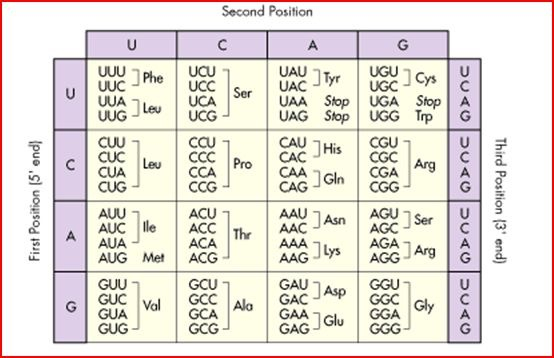 Second Position
U C A G
First Position (5' end)
Third Position (3' end)
U
UUU UCU UAU UGU U
UUC Phe UCC UAC Tyr UGC Cys C
UUA UCA Ser UAA Stop UGA Stop A
UUG Leu UCG UAG Stop UGG Trp G
C
CUU CCU CAU CGU U
CUC CCC CAC His CGC C
CUA Leu CCA Pro CAA CGA Arg A
CUG CCG CAG Gln CGG G
A
AUU ACU AAU AGU U
AUC Ile ACC AAC Asn AGC Ser C
AUA ACA Thr AAA AGA A
AUG Met ACG AAG Lys AGG Arg G
G
GUU GCU GAU GGU U
GUC GCC GAC Asp GGC C
GUA Val GCA Ala GAA GGA Gly A
GUG GCG GAG Glu GGG G